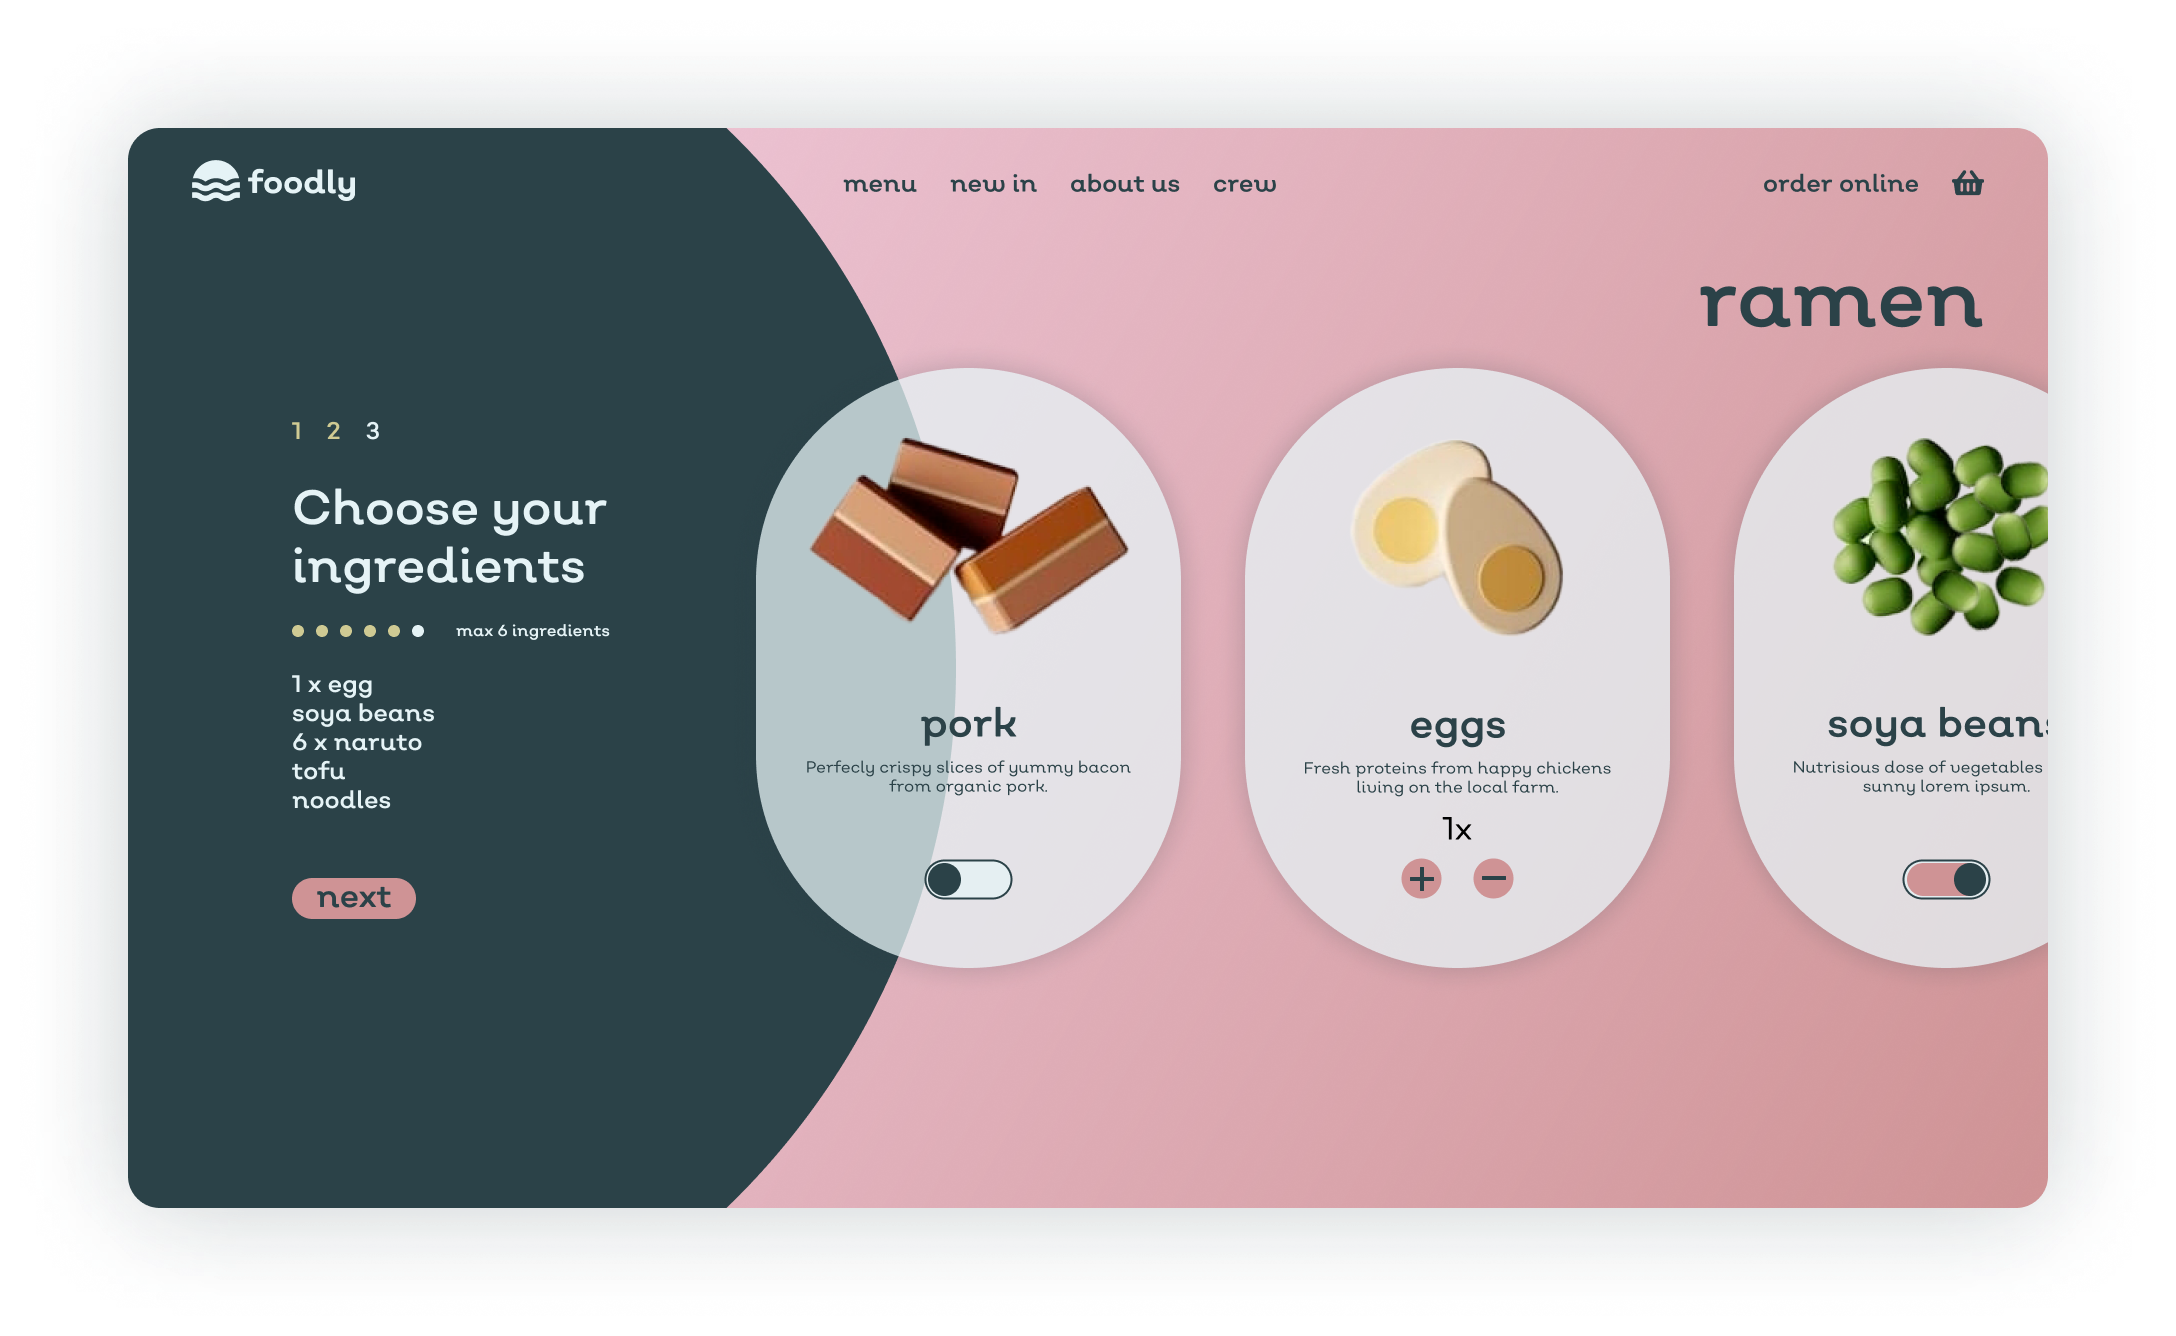 foodly
menu new in about us crew
order online
ramen
1 2 3
Choose your
ingredients
max 6 ingredients
1 x egg
soya beans
6 x naruto
tofu
noodles
next
pork
Perfecly crispy slices of yummy bacon
from organic pork.
eggs
Fresh proteins from happy chickens
living on the local farm.
1x
soya beans
Nutrisious dose of vegetables
sunny lorem ipsum.